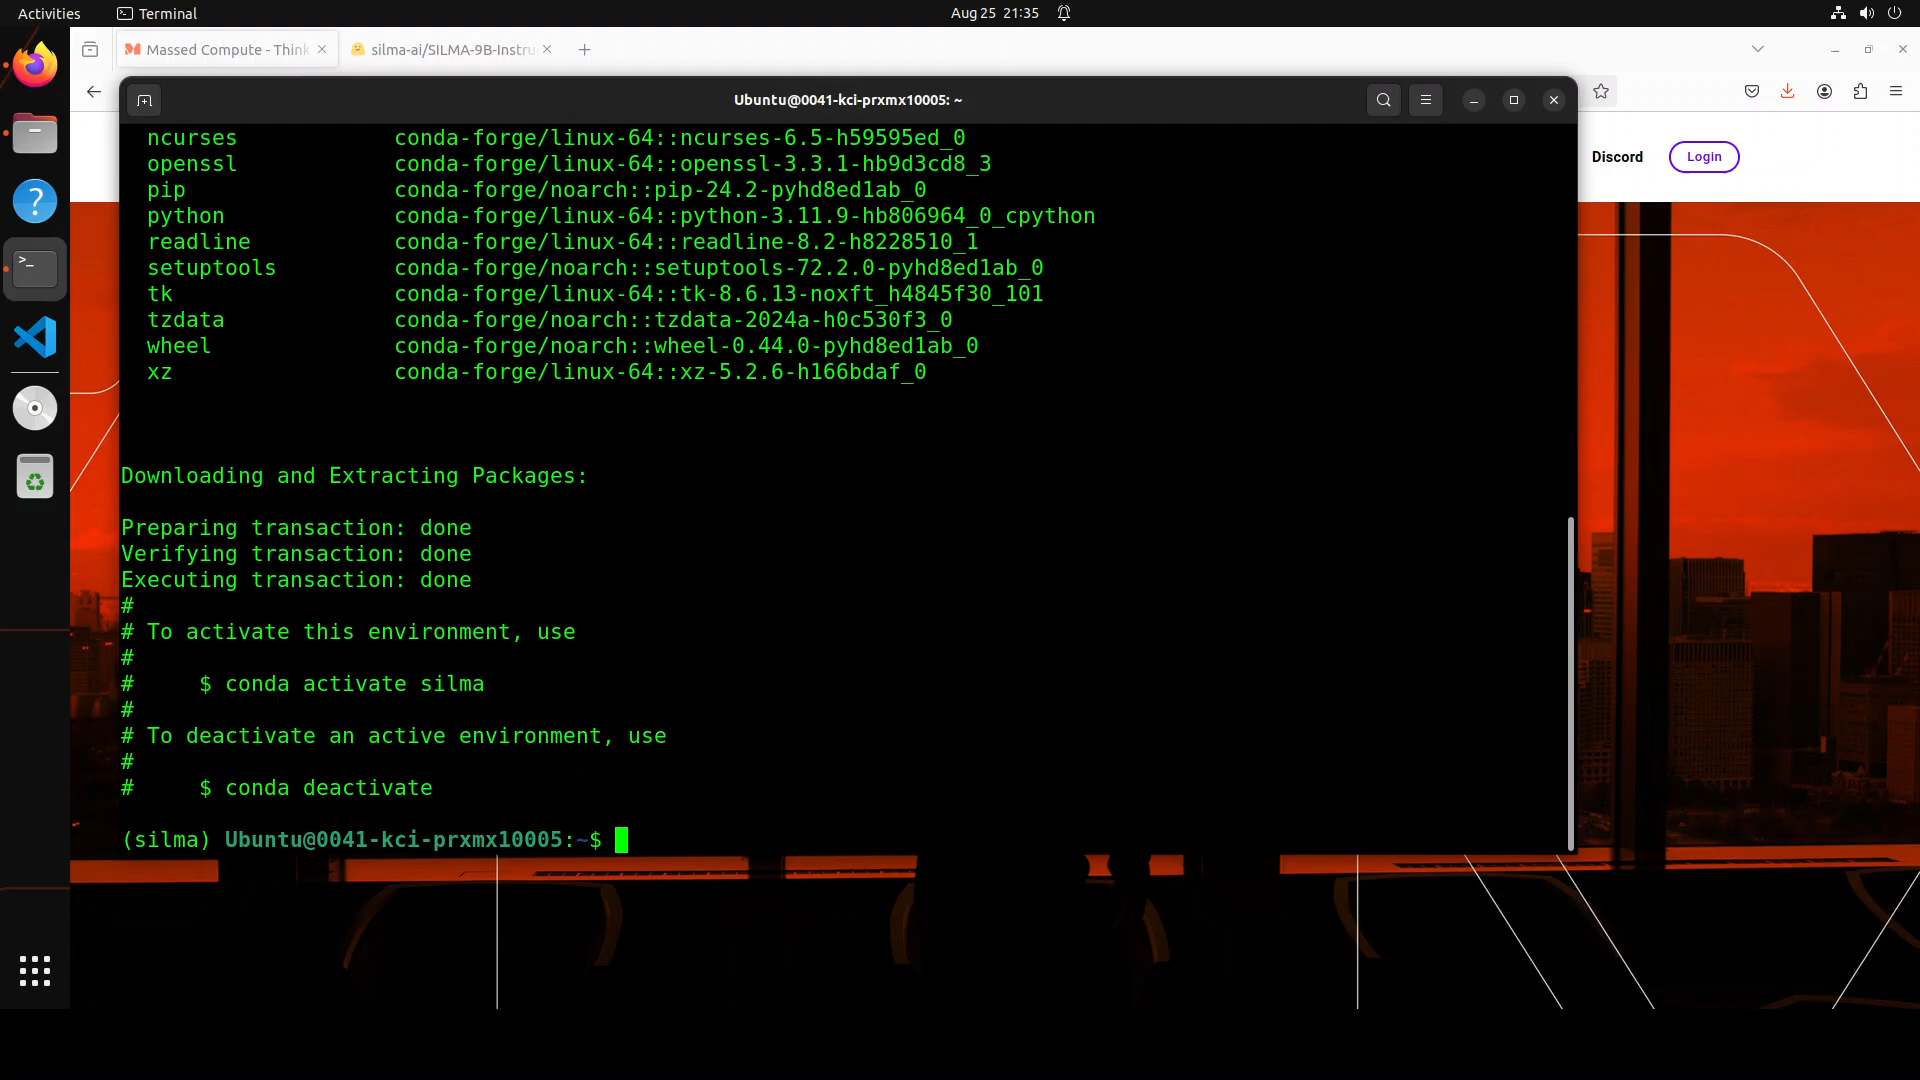 Activities
Terminal
Aug 25 21:35
Massed Compute - Think
silma-ai/SILMA-9B-Instru
Ubuntu@0041-kci-prxmx10005: ~
Discord
Login
ncurses conda-forge/linux-64::ncurses-6.5-h59595ed_0
openssl conda-forge/linux-64::openssl-3.3.1-hb9d3cd8_3
pip conda-forge/noarch::pip-24.2-pyhd8ed1ab_0
python conda-forge/linux-64::python-3.11.9-hb806964_0_cpython
readline conda-forge/linux-64::readline-8.2-h8228510_1
setuptools conda-forge/noarch::setuptools-72.2.0-pyhd8ed1ab_0
tk conda-forge/linux-64::tk-8.6.13-noxft_h4845f30_101
tzdata conda-forge/noarch::tzdata-2024a-h0c530f3_0
wheel conda-forge/noarch::wheel-0.44.0-pyhd8ed1ab_0
xz conda-forge/linux-64::xz-5.2.6-h166bdaf_0
Downloading and Extracting Packages:
Preparing transaction: done
Verifying transaction: done
Executing transaction: done
#
# To activate this environment, use
#
# $ conda activate silma
#
# To deactivate an active environment, use
#
# $ conda deactivate
(silma) Ubuntu@0041-kci-prxmx10005:~$